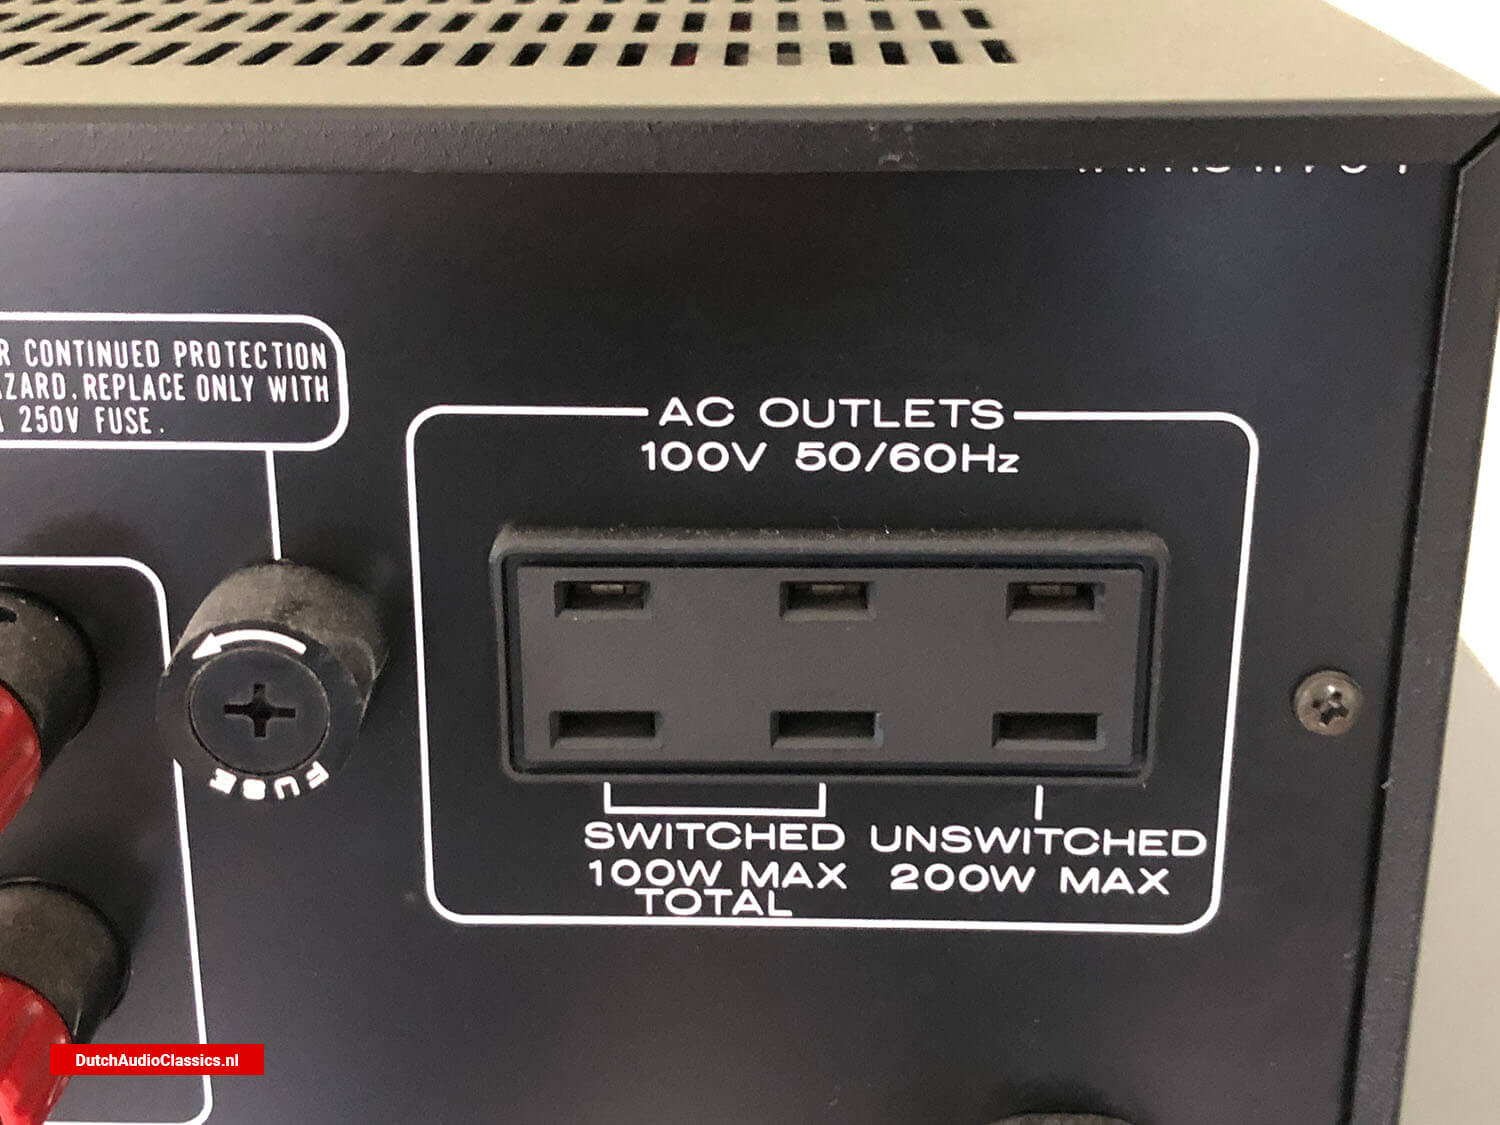 CONTINUED PROTECTION
REPLACE ONLY WITH
250V FUSE.
AC OUTLETS
100V 50/60Hz
FUSE
SWITCHED
100W MAX
TOTAL
UNSWITCHED
200W MAX
DutchAudioClassics.nl